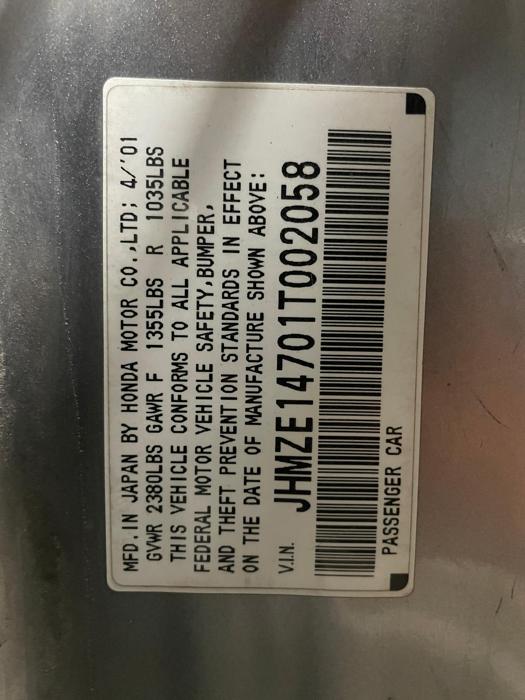 MFD. IN JAPAN BY HONDA MOTOR CO.,LTD; 4/'01
GVWR 2380LBS GAWR F 1355LBS R 1035LBS
THIS VEHICLE CONFORMS TO ALL APPLICABLE
FEDERAL MOTOR VEHICLE SAFETY,BUMPER,
AND THEFT PREVENTION STANDARDS IN EFFECT
ON THE DATE OF MANUFACTURE SHOWN ABOVE:
V.I.N. JHMZE14701T002058
PASSENGER CAR